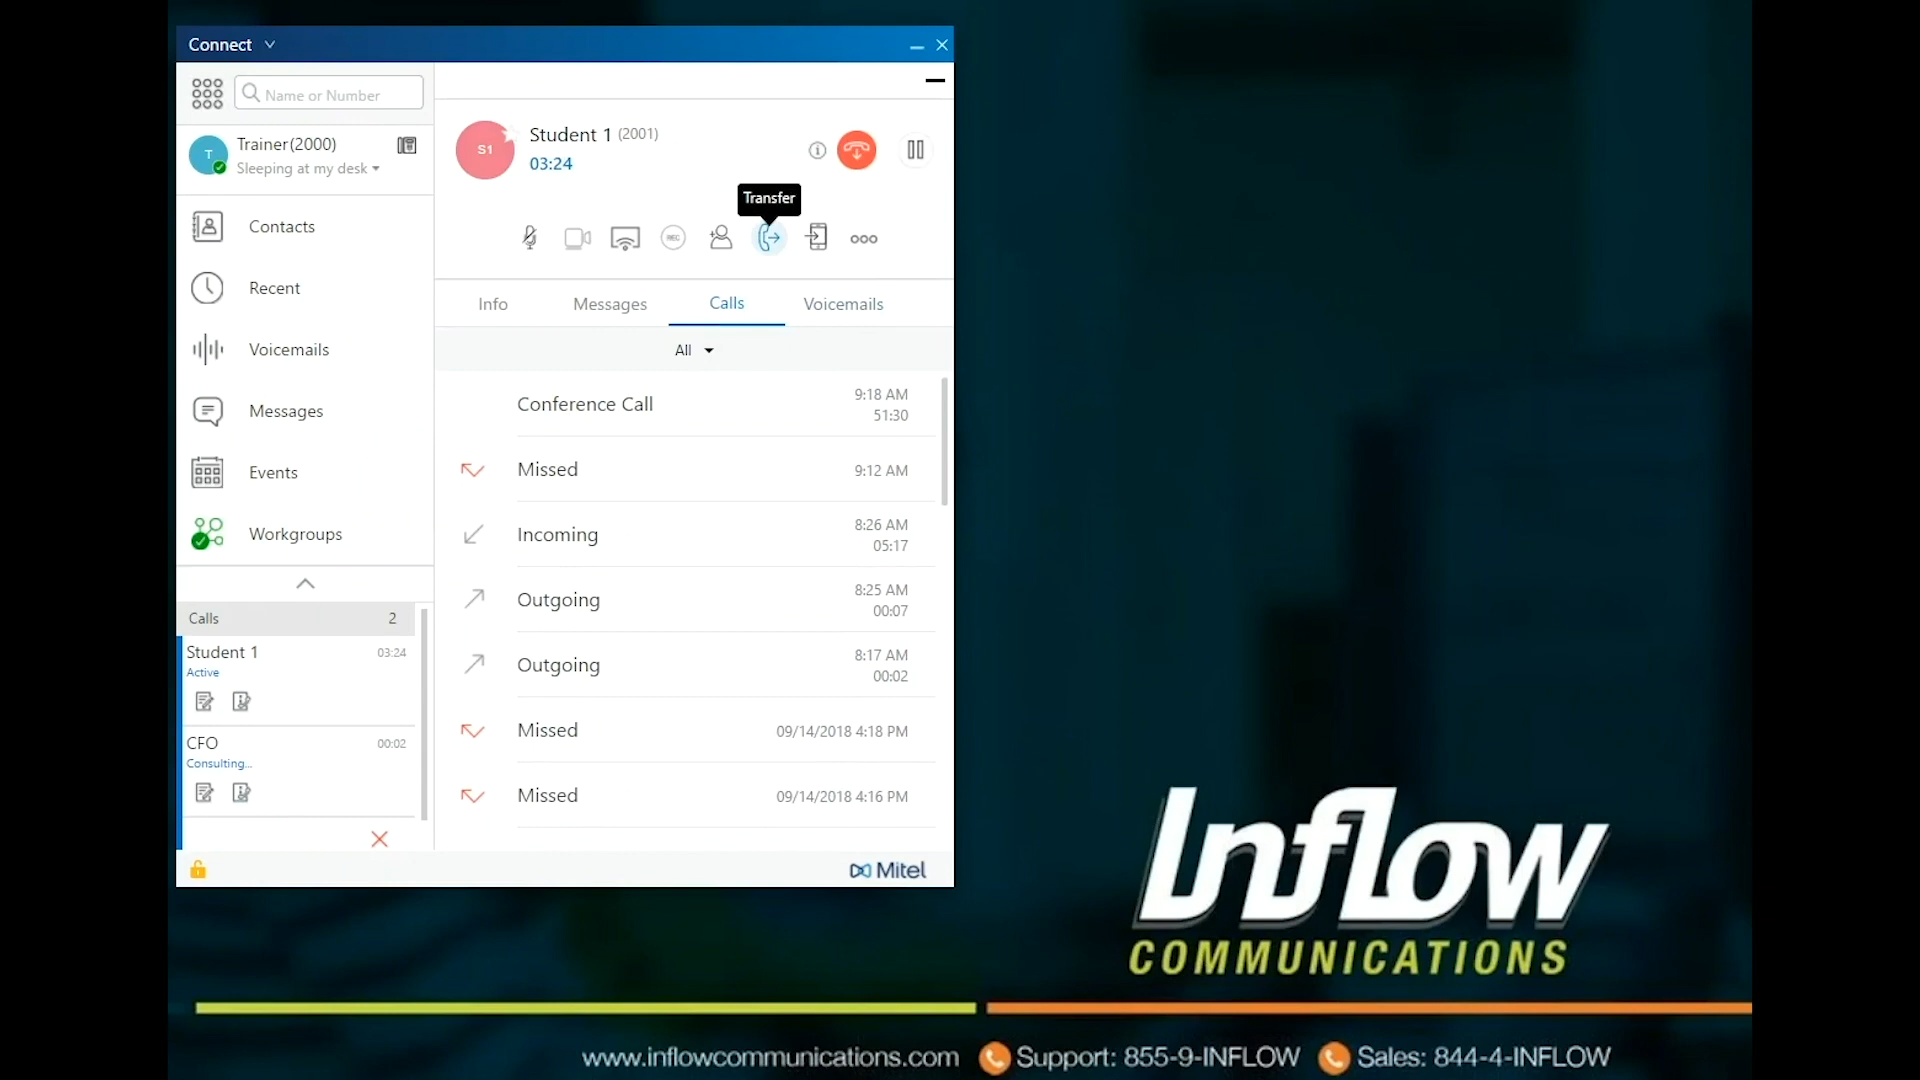 Connect
Name or Number
T
Trainer(2000)
Sleeping at my desk
Contacts
Recent
Voicemails
Messages
Events
Workgroups
Calls 2
Student 1 03:24
Active
CFO 00:02
Consulting...
S1
Student 1 (2001)
03:24
Transfer
REC
Info Messages Calls Voicemails
All
Conference Call 9:18 AM
51:30
Missed 9:12 AM
Incoming 8:26 AM
05:17
Outgoing 8:25 AM
00:07
Outgoing 8:17 AM
00:02
Missed 09/14/2018 4:18 PM
Missed 09/14/2018 4:16 PM
Mitel
Inflow
COMMUNICATIONS
www.inflowcommunications.com Support: 855-9-INFLOW Sales: 844-4-INFLOW